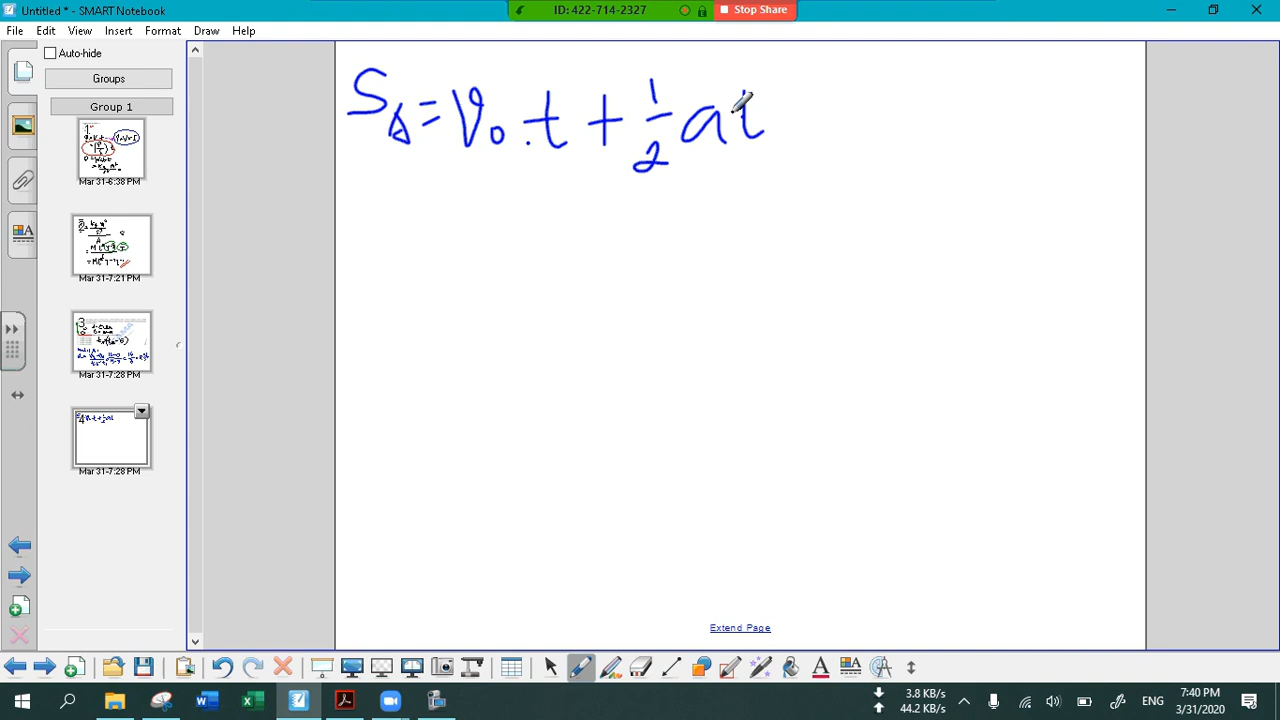 Untitled * - SMART Notebook
ID: 422-714-2327
Stop Share
File Edit View Insert Format Draw Help
Auto-hide
Groups
Group 1
Mar 31-6:38 PM
Mar 31-7:21 PM
Mar 31-7:28 PM
Mar 31-7:28 PM
S_A = V₀ . t + 1/2 a t
Extend Page
3.8 KB/s
44.2 KB/s
ENG
7:40 PM
3/31/2020